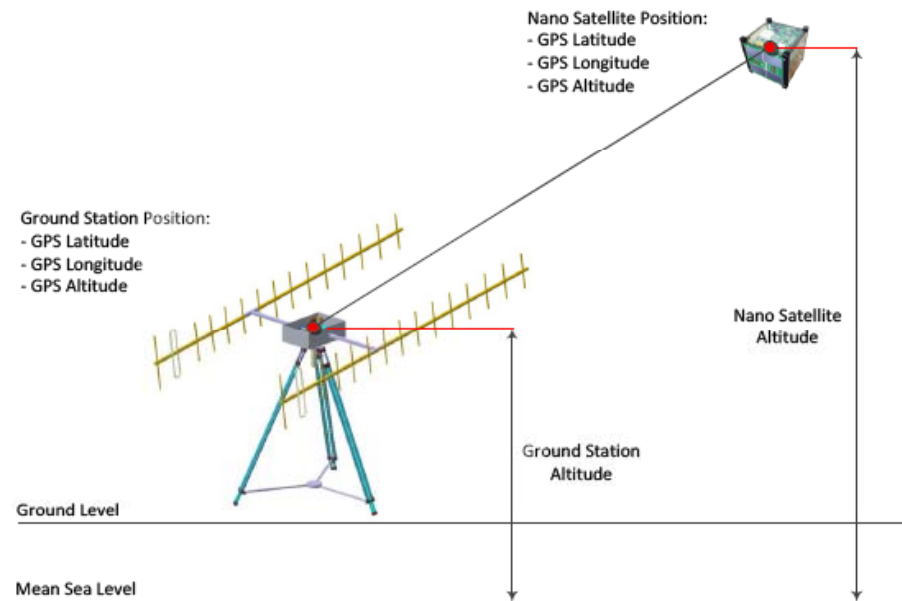 Nano Satellite Position:
- GPS Latitude
- GPS Longitude
- GPS Altitude
Ground Station Position:
- GPS Latitude
- GPS Longitude
- GPS Altitude
Nano Satellite
Altitude
Ground Station
Altitude
Ground Level
Mean Sea Level